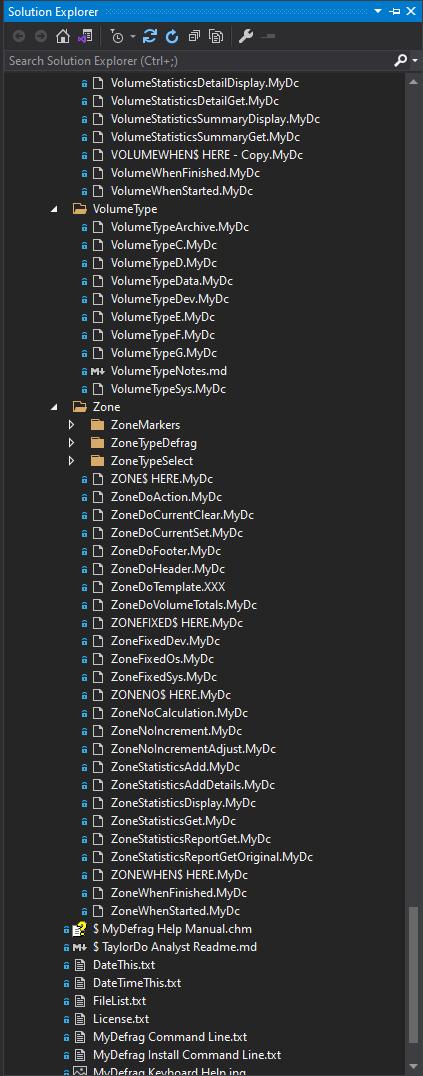 Solution Explorer
Search Solution Explorer (Ctrl+;)
VolumeStatisticsDetailDisplay.MyDc
VolumeStatisticsDetailGet.MyDc
VolumeStatisticsSummaryDisplay.MyDc
VolumeStatisticsSummaryGet.MyDc
VOLUMEWHEN$ HERE - Copy.MyDc
VolumeWhenFinished.MyDc
VolumeWhenStarted.MyDc
VolumeType
VolumeTypeArchive.MyDc
VolumeTypeC.MyDc
VolumeTypeD.MyDc
VolumeTypeData.MyDc
VolumeTypeDev.MyDc
VolumeTypeE.MyDc
VolumeTypeF.MyDc
VolumeTypeG.MyDc
VolumeTypeNotes.md
VolumeTypeSys.MyDc
Zone
ZoneMarkers
ZoneTypeDefrag
ZoneTypeSelect
ZONE$ HERE.MyDc
ZoneDoAction.MyDc
ZoneDoCurrentClear.MyDc
ZoneDoCurrentSet.MyDc
ZoneDoFooter.MyDc
ZoneDoHeader.MyDc
ZoneDoTemplate.XXX
ZoneDoVolumeTotals.MyDc
ZONEFIXED$ HERE.MyDc
ZoneFixedDev.MyDc
ZoneFixedOs.MyDc
ZoneFixedSys.MyDc
ZONENO$ HERE.MyDc
ZoneNoCalculation.MyDc
ZoneNoIncrement.MyDc
ZoneNoIncrementAdjust.MyDc
ZoneStatisticsAdd.MyDc
ZoneStatisticsAddDetails.MyDc
ZoneStatisticsDisplay.MyDc
ZoneStatisticsGet.MyDc
ZoneStatisticsReportGet.MyDc
ZoneStatisticsReportGetOriginal.MyDc
ZONEWHEN$ HERE.MyDc
ZoneWhenFinished.MyDc
ZoneWhenStarted.MyDc
$ MyDefrag Help Manual.chm
$ TaylorDo Analyst Readme.md
DateThis.txt
DateTimeThis.txt
FileList.txt
License.txt
MyDefrag Command Line.txt
MyDefrag Install Command Line.txt
MyDefrag Keyboard Help.jpg